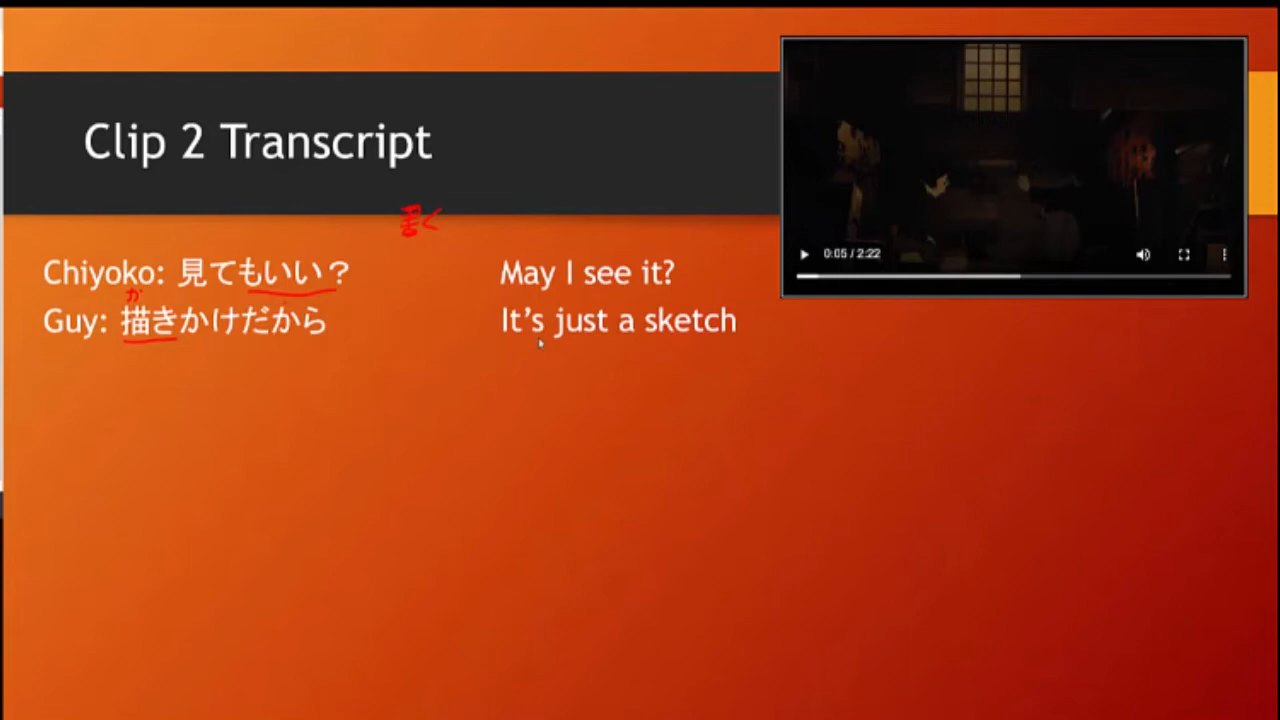 Clip 2 Transcript
書く
Chiyoko: 見てもいい？
May I see it?
か
Guy: 描きかけだから
It's just a sketch
0:05 / 2:22